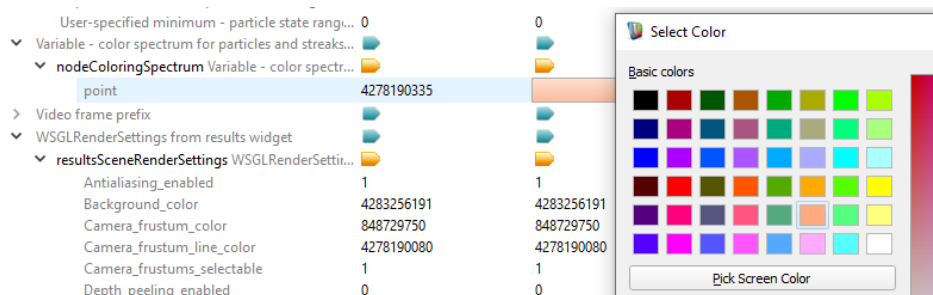 User-specified minimum - particle state rang... 0 0
Variable - color spectrum for particles and streaks...
nodeColoringSpectrum Variable - color spectr...
point 4278190335
Video frame prefix
WSGLRenderSettings from results widget
resultsSceneRenderSettings WSGLRenderSettin...
Antialiasing_enabled 1 1
Background_color 4283256191 4283256191
Camera_frustum_color 848729750 848729750
Camera_frustum_line_color 4278190080 4278190080
Camera_frustums_selectable 1 1
Depth_peeling_enabled 0 0
Select Color
Basic colors
Pick Screen Color